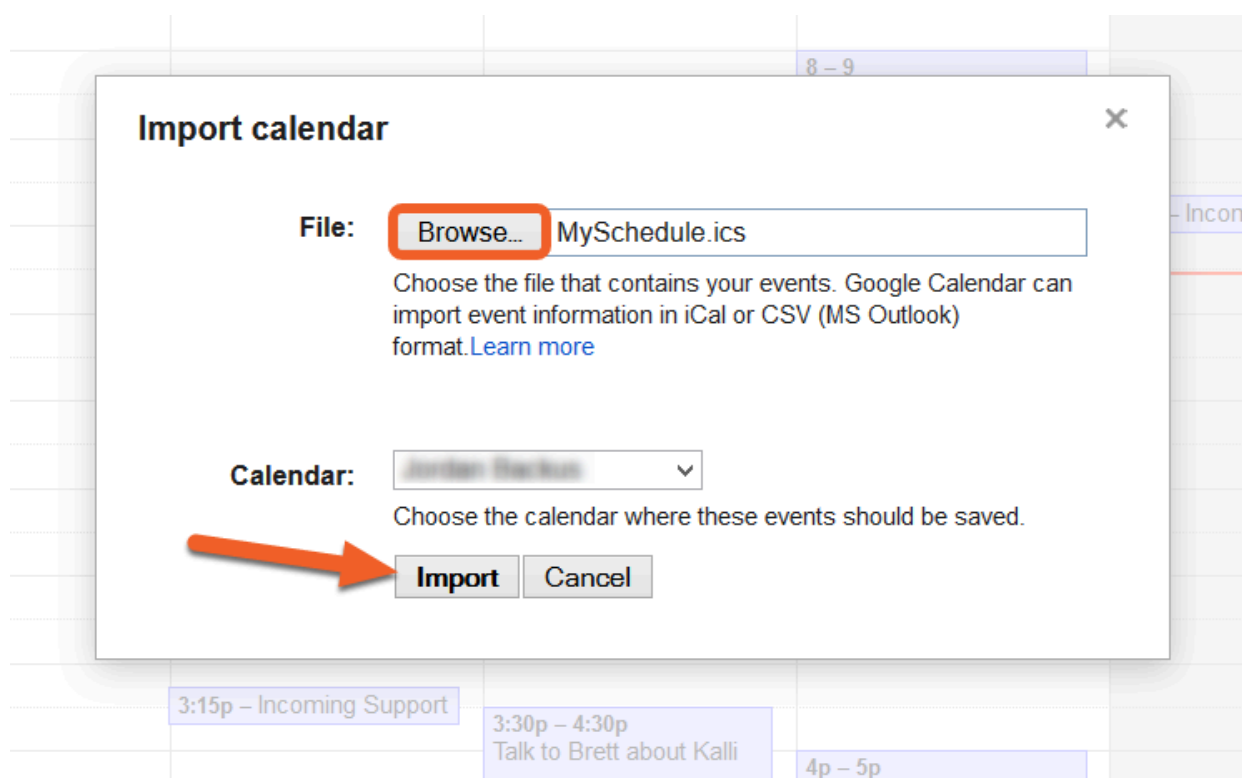 8 – 9
Import calendar
File:
Browse... MySchedule.ics
– Incon
Choose the file that contains your events. Google Calendar can
import event information in iCal or CSV (MS Outlook)
format.Learn more
Calendar:
Choose the calendar where these events should be saved.
Import Cancel
3:15p – Incoming Support
3:30p – 4:30p
Talk to Brett about Kalli
4p – 5p